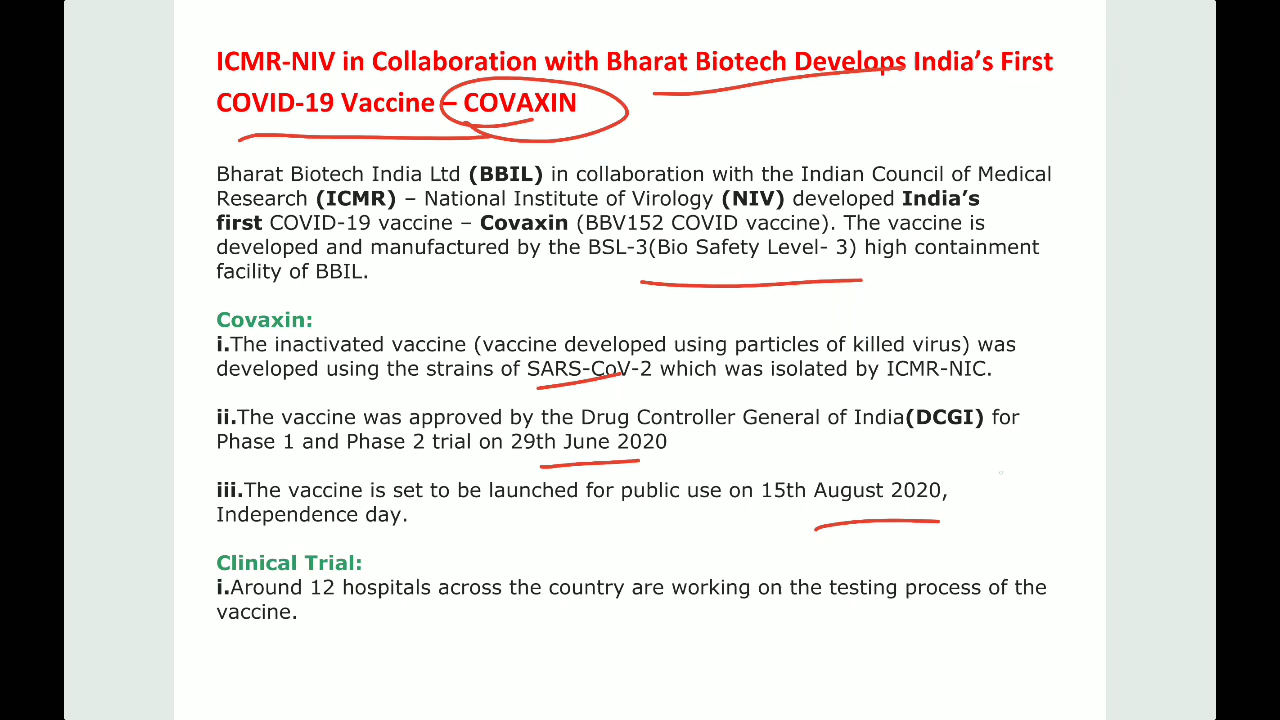 ICMR-NIV in Collaboration with Bharat Biotech Develops India’s First
COVID-19 Vaccine – COVAXIN
Bharat Biotech India Ltd (BBIL) in collaboration with the Indian Council of Medical
Research (ICMR) – National Institute of Virology (NIV) developed India’s
first COVID-19 vaccine – Covaxin (BBV152 COVID vaccine). The vaccine is
developed and manufactured by the BSL-3(Bio Safety Level- 3) high containment
facility of BBIL.
Covaxin:
i.The inactivated vaccine (vaccine developed using particles of killed virus) was
developed using the strains of SARS-CoV-2 which was isolated by ICMR-NIC.
ii.The vaccine was approved by the Drug Controller General of India(DCGI) for
Phase 1 and Phase 2 trial on 29th June 2020
iii.The vaccine is set to be launched for public use on 15th August 2020,
Independence day.
Clinical Trial:
i.Around 12 hospitals across the country are working on the testing process of the
vaccine.